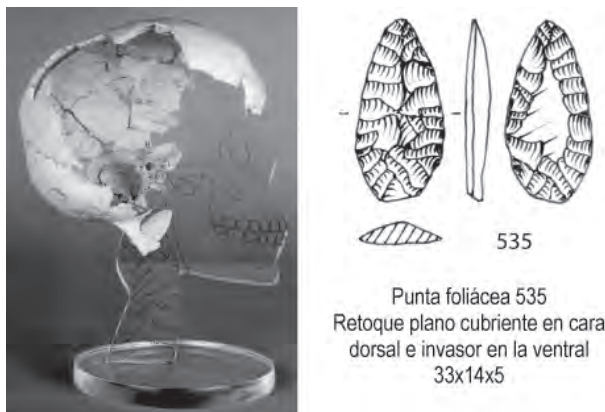 535
Punta foliácea 535
Retoque plano cubriente en cara
dorsal e invasor en la ventral
33x14x5